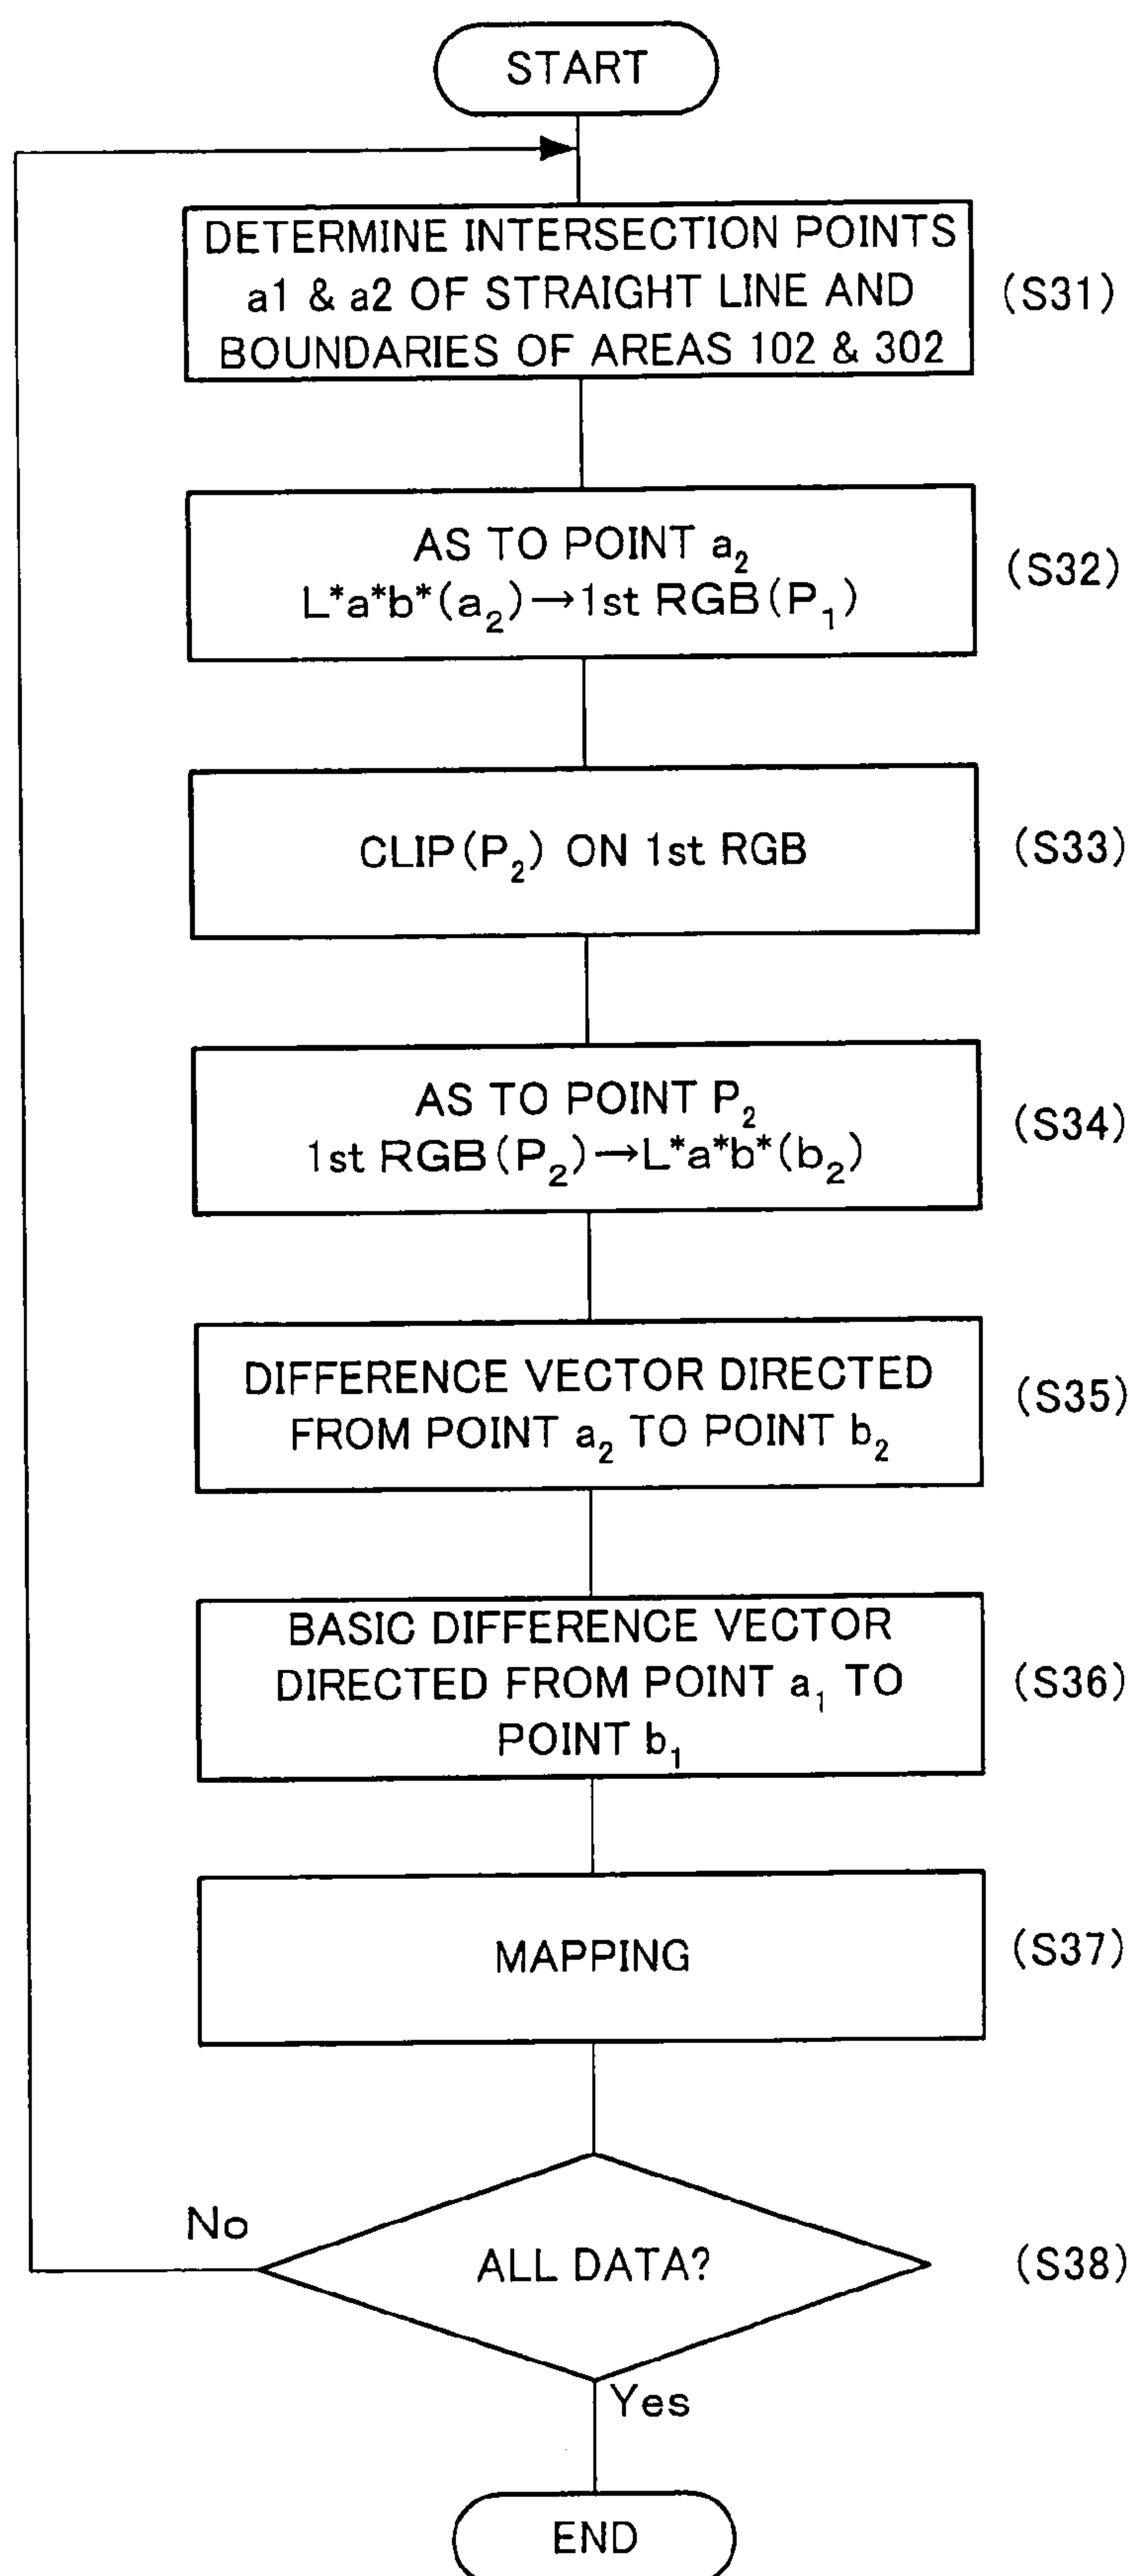 START
DETERMINE INTERSECTION POINTS
a1 & a2 OF STRAIGHT LINE AND
BOUNDARIES OF AREAS 102 & 302
(S31)
AS TO POINT a₂
L*a*b*(a₂)→1st RGB(P₁)
(S32)
CLIP(P₂) ON 1st RGB
(S33)
AS TO POINT P₂
1st RGB(P₂)→L*a*b*(b₂)
(S34)
DIFFERENCE VECTOR DIRECTED
FROM POINT a₂ TO POINT b₂
(S35)
BASIC DIFFERENCE VECTOR
DIRECTED FROM POINT a₁ TO
POINT b₁
(S36)
MAPPING
(S37)
No
ALL DATA?
(S38)
Yes
END